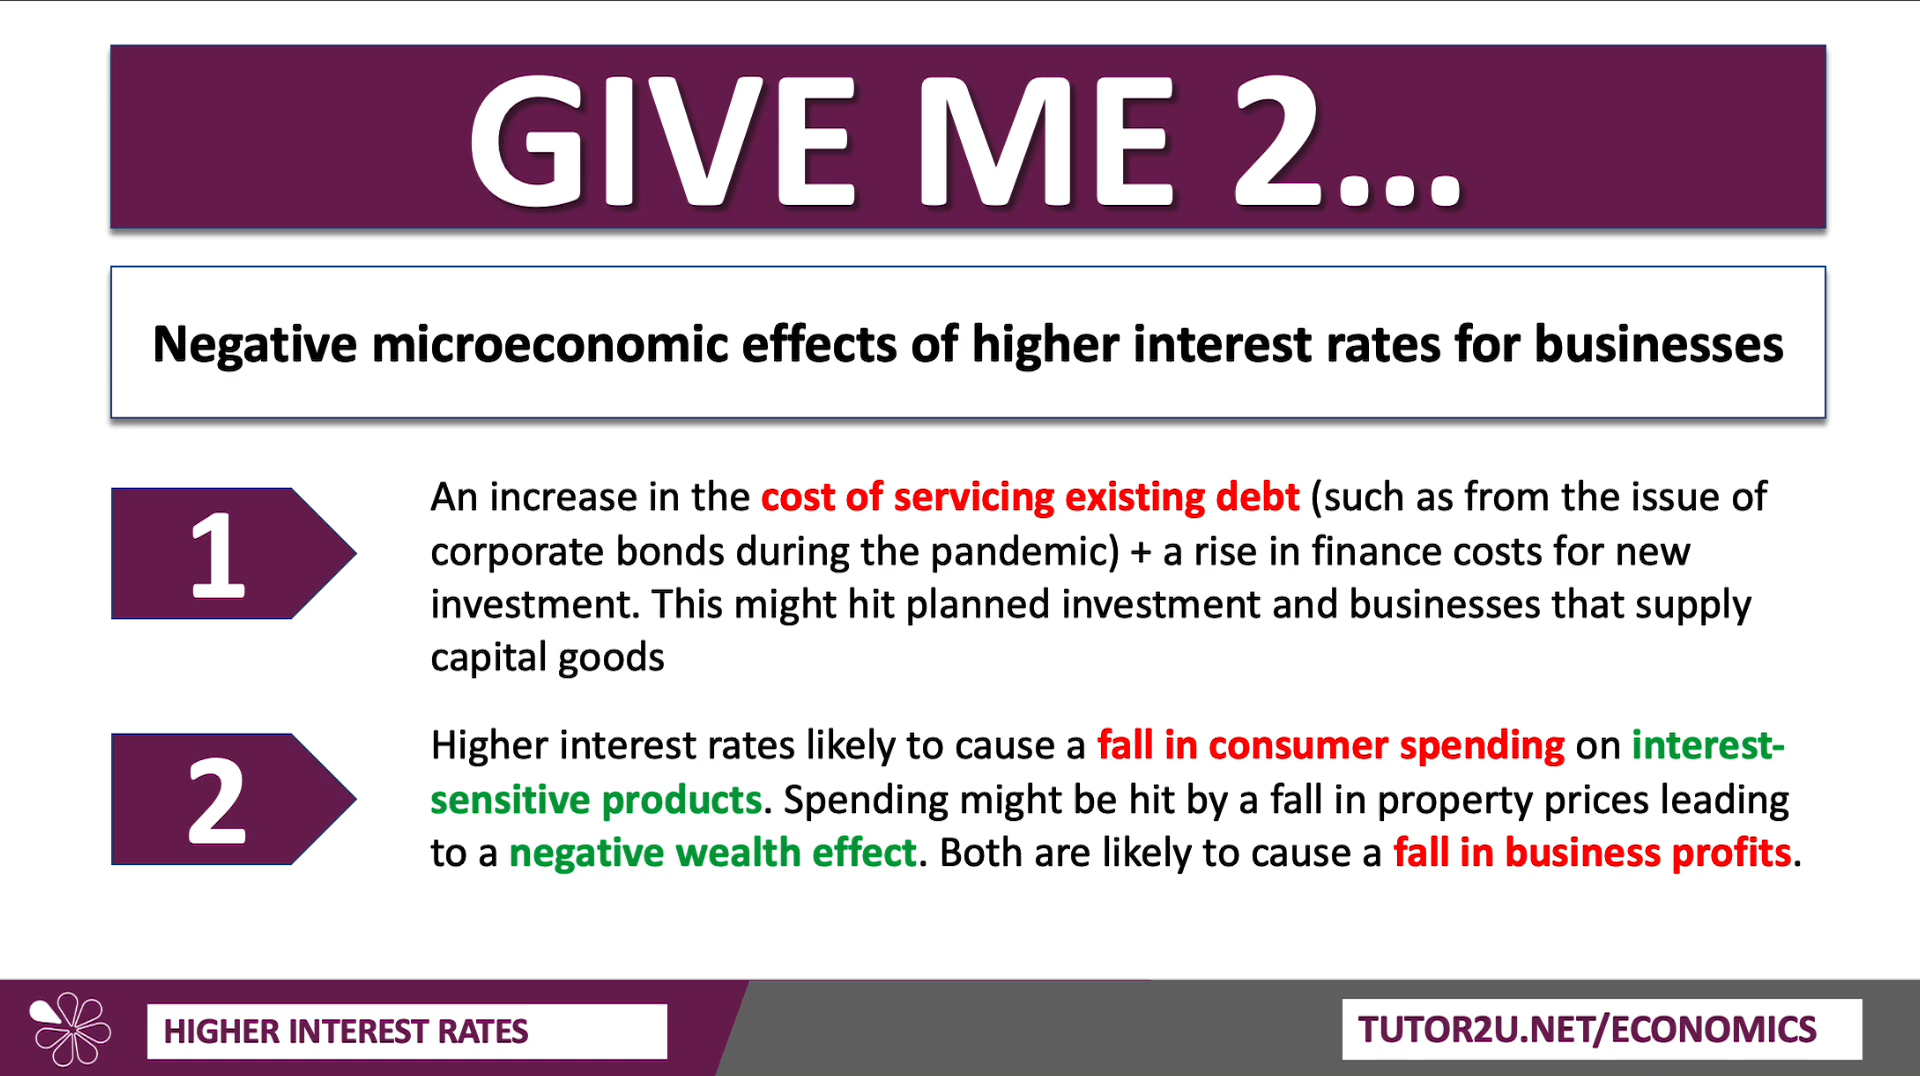 GIVE ME 2...
Negative microeconomic effects of higher interest rates for businesses
1
An increase in the cost of servicing existing debt (such as from the issue of
corporate bonds during the pandemic) + a rise in finance costs for new
investment. This might hit planned investment and businesses that supply
capital goods
2
Higher interest rates likely to cause a fall in consumer spending on interest-
sensitive products. Spending might be hit by a fall in property prices leading
to a negative wealth effect. Both are likely to cause a fall in business profits.
HIGHER INTEREST RATES
TUTOR2U.NET/ECONOMICS